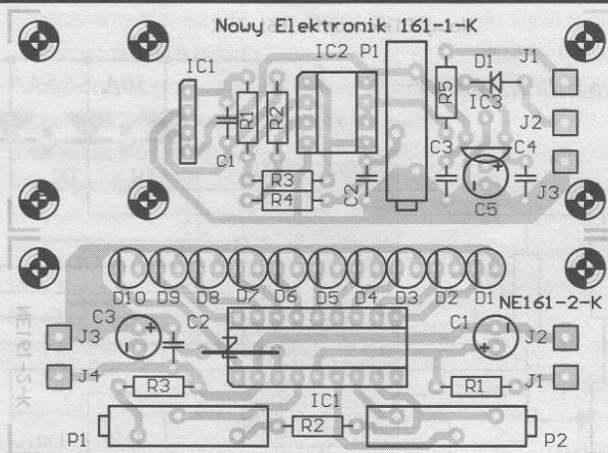 Nowy Elektronik 161-1-K
IC1
IC2
P1
D1
J1
R1
R2
R5
IC3
J2
C1
C3
C4
R3
R4
C2
C5
J3
D10
D9
D8
D7
D6
D5
D4
D3
D2
D1
NE161-2-K
C3
C2
C1
J3
J2
Z
J4
J1
R3
R1
IC1
P1
R2
P2
NE161-2-K